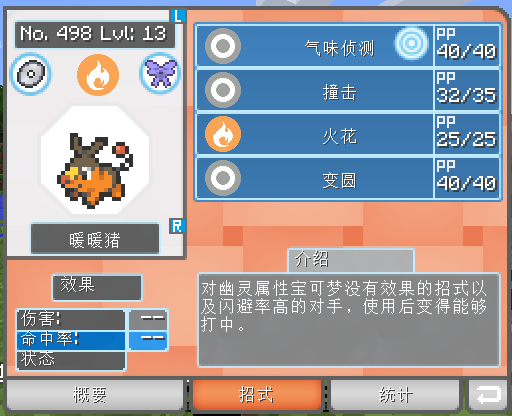 L
No. 498 Lvl: 13
气味侦测
PP
40/40
撞击
PP
32/35
火花
PP
25/25
变圆
PP
40/40
暖暖猪
R
效果
伤害: --
命中率: --
状态
介绍
对幽灵属性宝可梦没有效果的招式以
及闪避率高的对手，使用后变得能够
打中。
概要
招式
统计